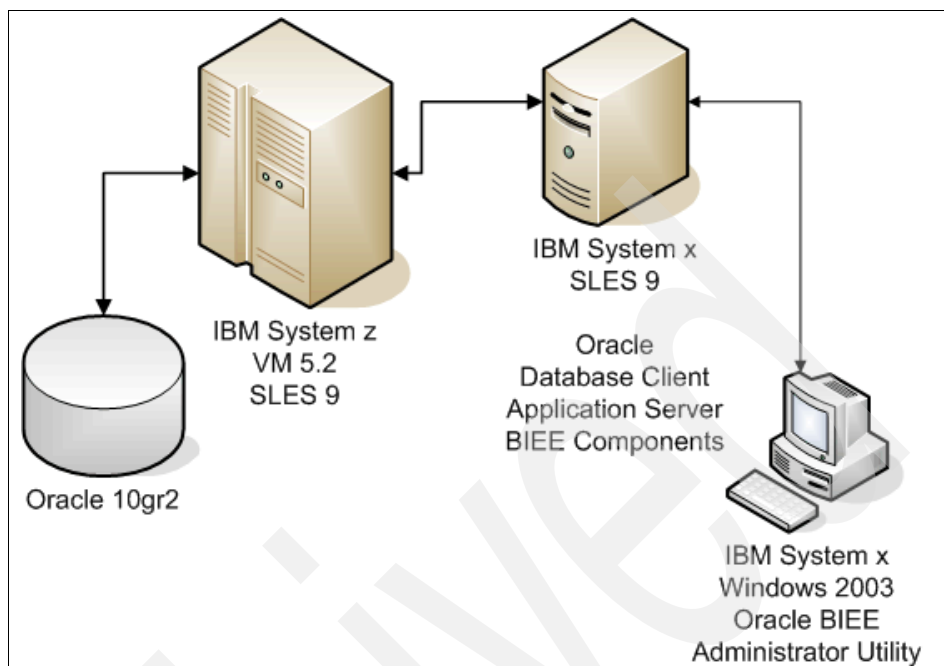 IBM System z
VM 5.2
SLES 9
Oracle 10gr2
IBM System x
SLES 9
Oracle
Database Client
Application Server
BIEE Components
IBM System x
Windows 2003
Oracle BIEE
Administrator Utility